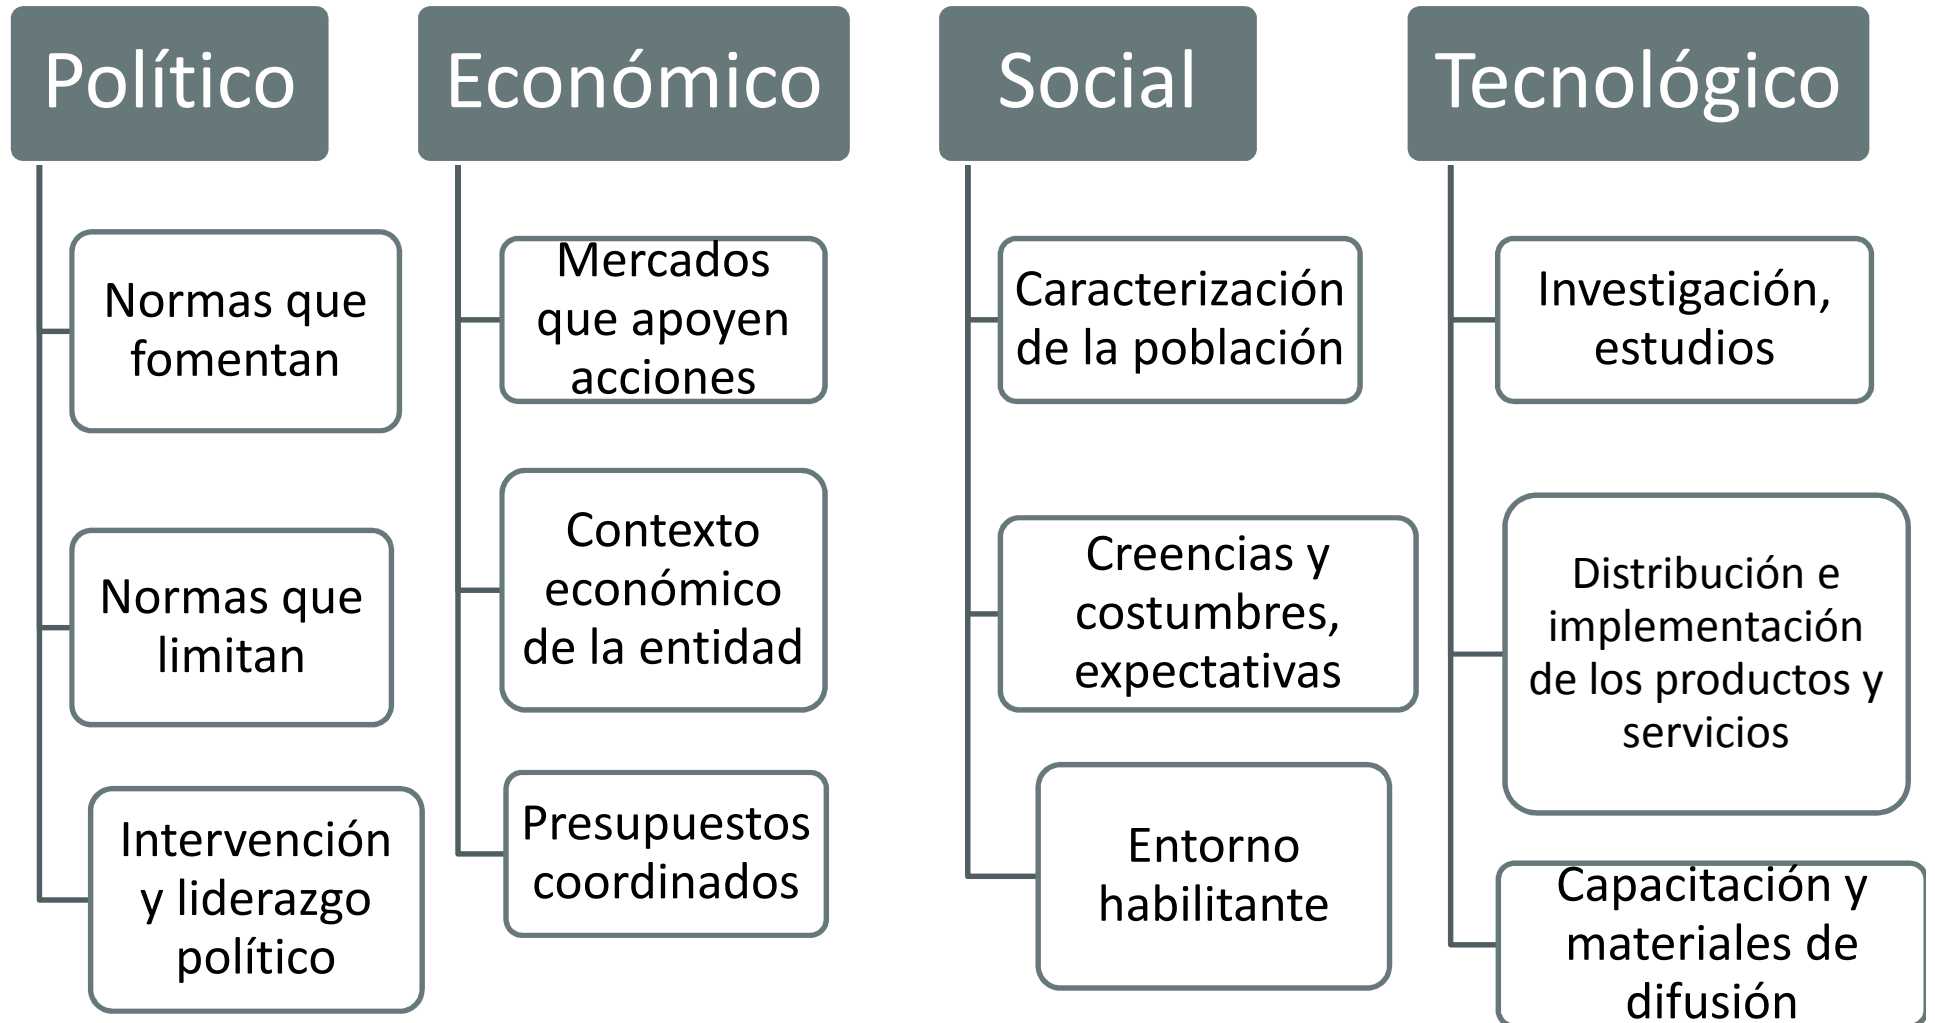 Político
Normas que
fomentan
Normas que
limitan
Intervención
y liderazgo
político
Económico
Mercados
que apoyen
acciones
Contexto
económico
de la entidad
Presupuestos
coordinados
Social
Caracterización
de la población
Creencias y
costumbres,
expectativas
Entorno
habilitante
Tecnológico
Investigación,
estudios
Distribución e
implementación
de los productos y
servicios
Capacitación y
materiales de
difusión